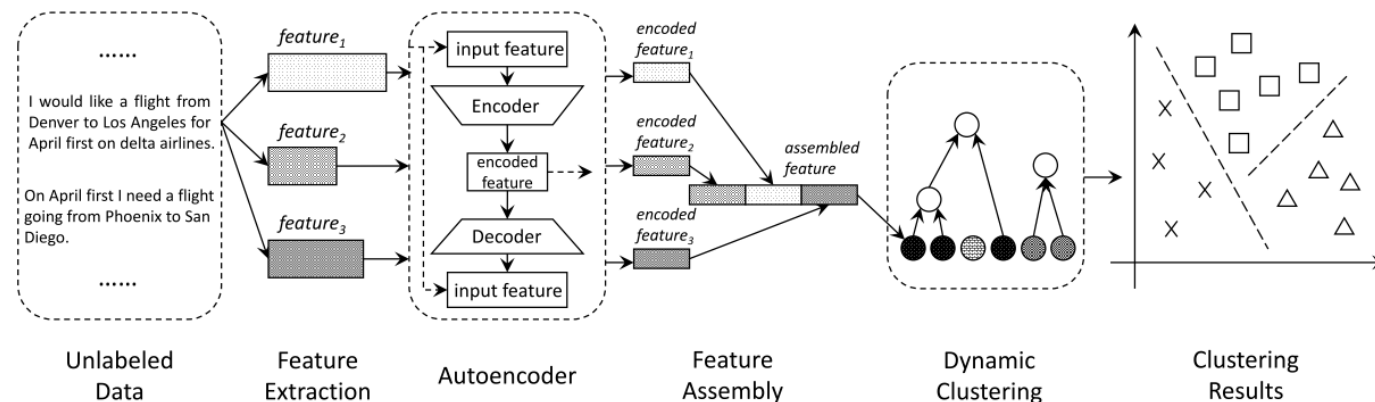 ......
I would like a flight from
Denver to Los Angeles for
April first on delta airlines.
On April first I need a flight
going from Phoenix to San
Diego.
......
feature1
feature2
feature3
input feature
Encoder
encoded
feature
Decoder
input feature
encoded
feature1
encoded
feature2
encoded
feature3
assembled
feature
Unlabeled
Data
Feature
Extraction
Autoencoder
Feature
Assembly
Dynamic
Clustering
Clustering
Results